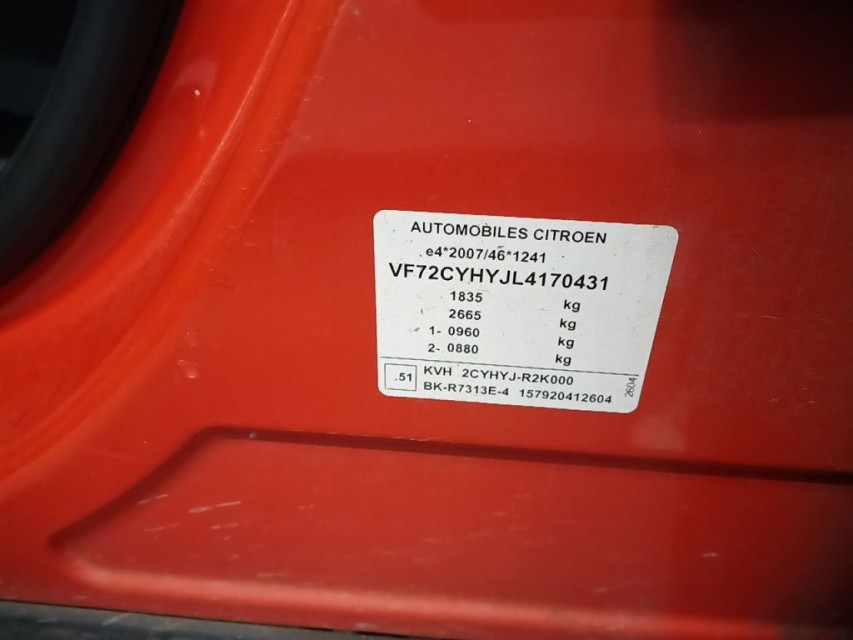 AUTOMOBILES CITROEN
e4*2007/46*1241
VF72CYHYJL4170431
1835 kg
2665 kg
1- 0960 kg
2- 0880 kg
.51 KVH 2CYHYJ-R2K000
BK-R7313E-4 157920412604
2604